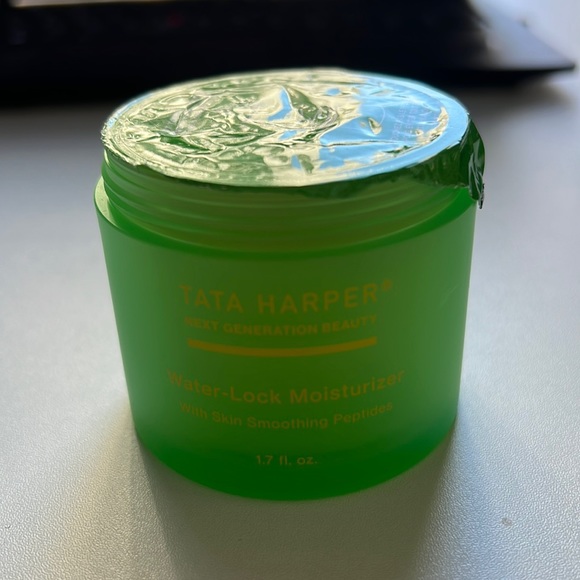 TATA HARPER®
NEXT GENERATION BEAUTY
Water-Lock Moisturizer
With Skin Smoothing Peptides
1.7 fl. oz.